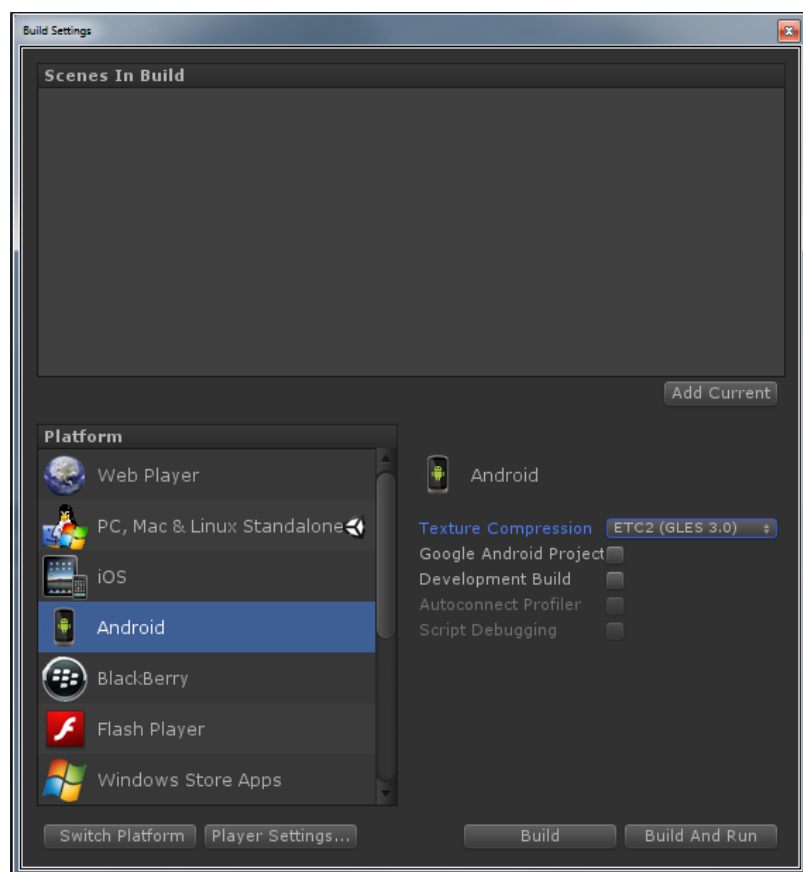 Build Settings
Scenes In Build
Add Current
Platform
Web Player
PC, Mac & Linux Standalone
iOS
Android
BlackBerry
Flash Player
Windows Store Apps
Android
Texture Compression ETC2 (GLES 3.0)
Google Android Project
Development Build
Autoconnect Profiler
Script Debugging
Switch Platform Player Settings... Build Build And Run